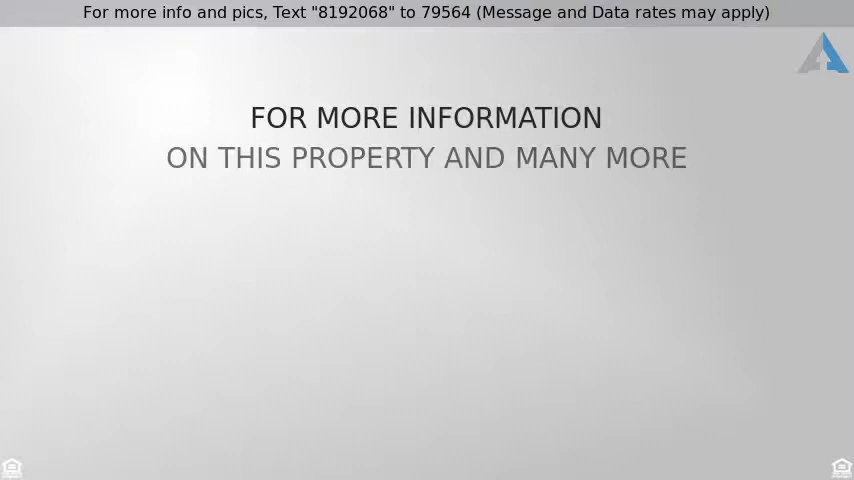 For more info and pics, Text "8192068" to 79564 (Message and Data rates may apply)
FOR MORE INFORMATION
ON THIS PROPERTY AND MANY MORE